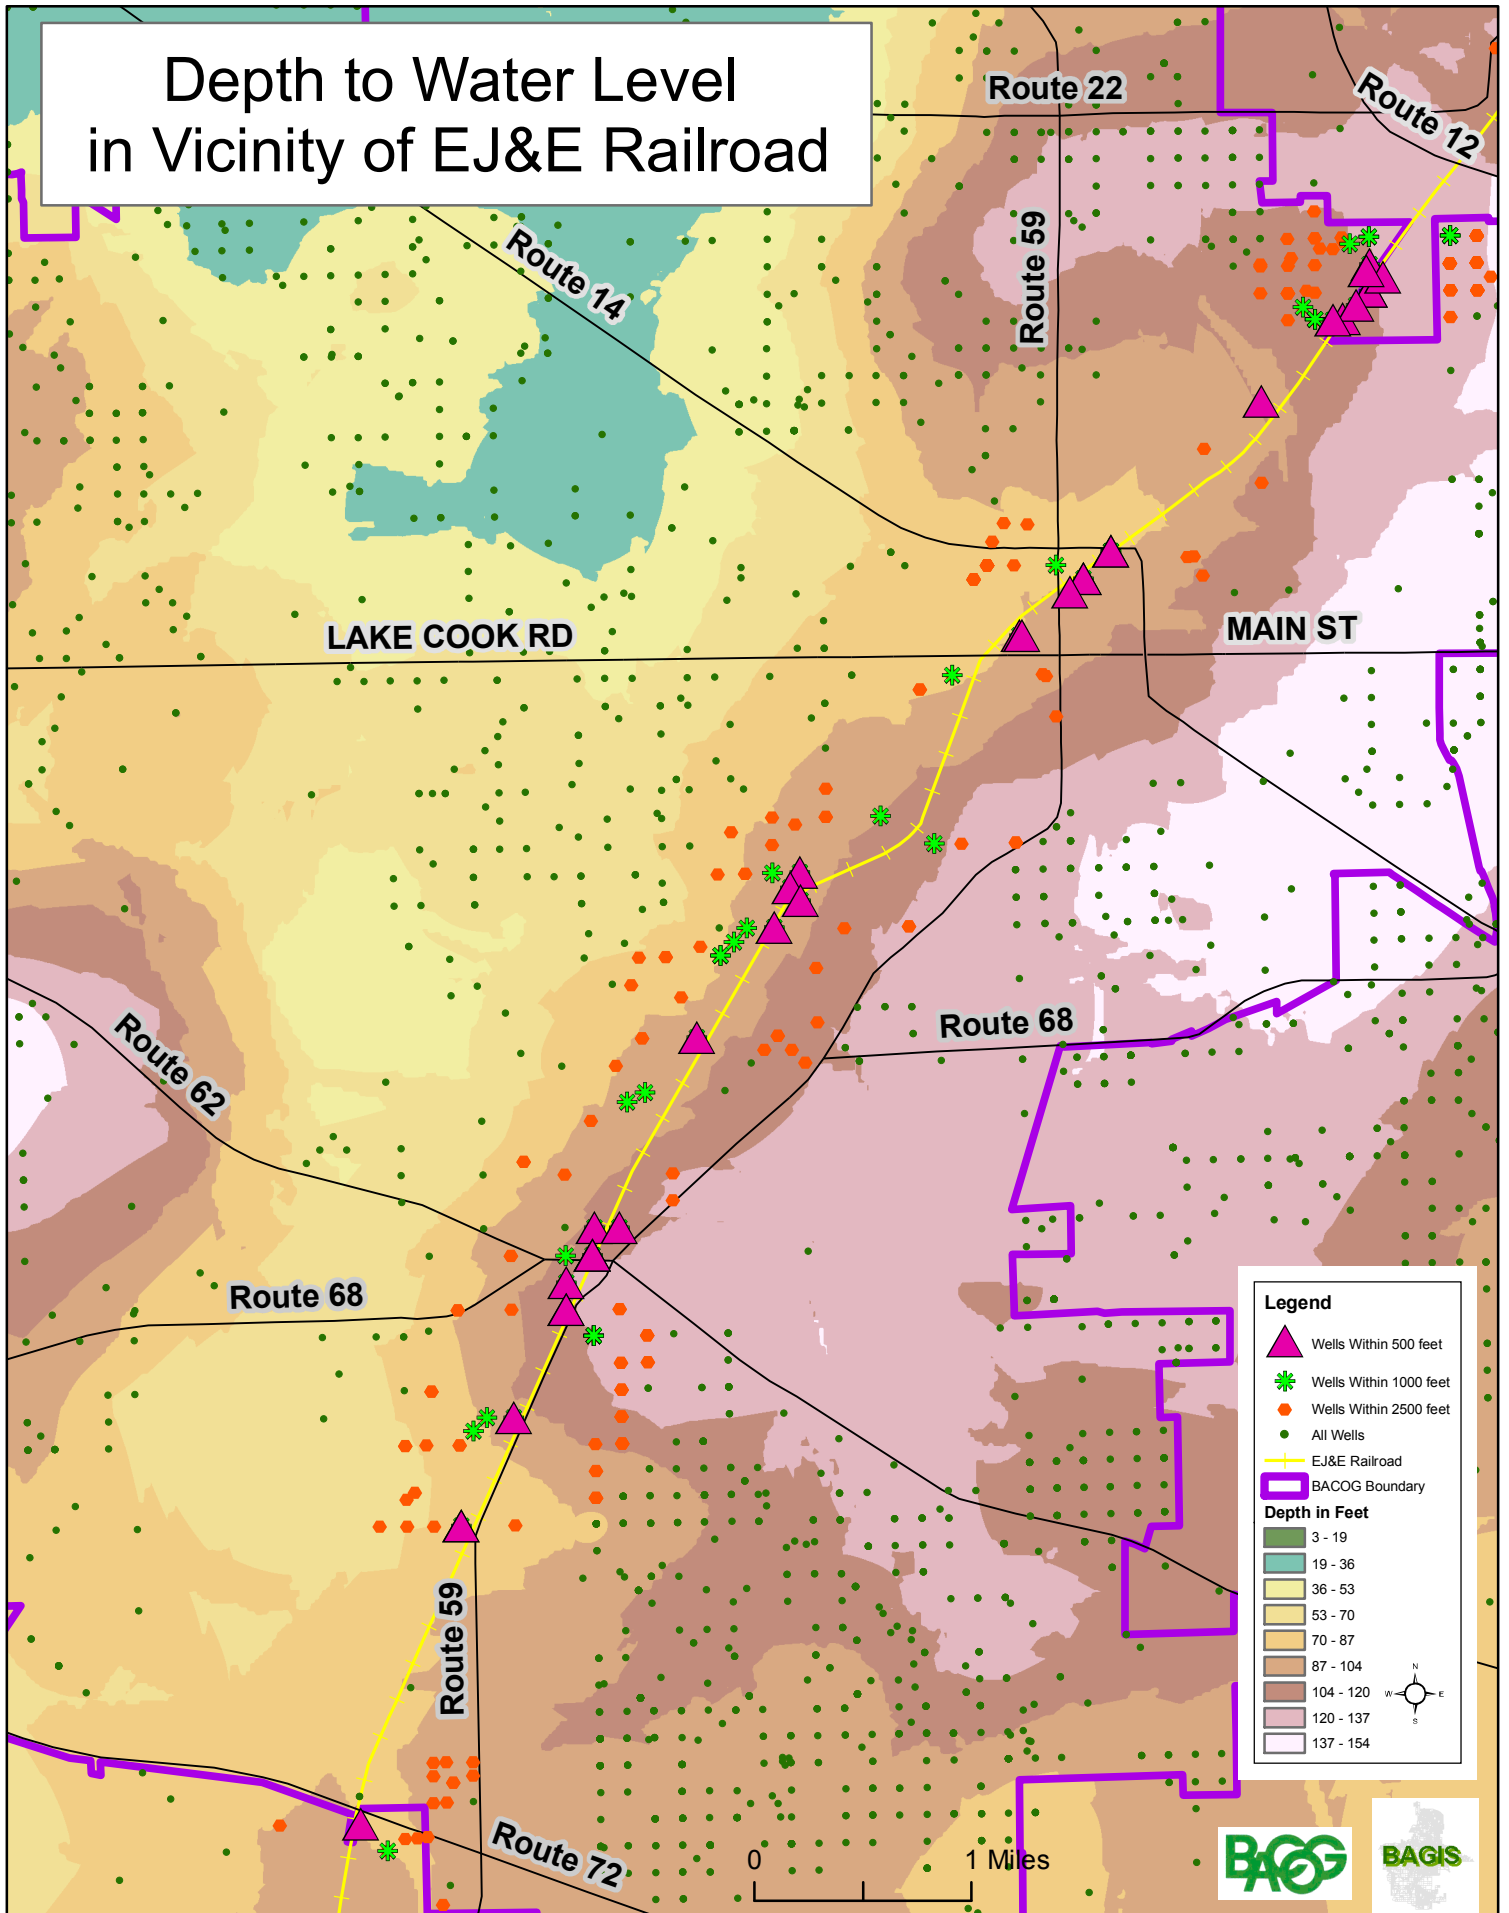 Depth to Water Level
in Vicinity of EJ&E Railroad
Route 22
Route 12
Route 59
Route 14
LAKE COOK RD
MAIN ST
Route 68
Route 62
Route 68
Route 59
Route 72
Legend
Wells Within 500 feet
Wells Within 1000 feet
Wells Within 2500 feet
All Wells
EJ&E Railroad
BACOG Boundary
Depth in Feet
3 - 19
19 - 36
36 - 53
53 - 70
70 - 87
87 - 104
104 - 120
120 - 137
137 - 154
N
W E
S
0 1 Miles
BACOG
BAGIS